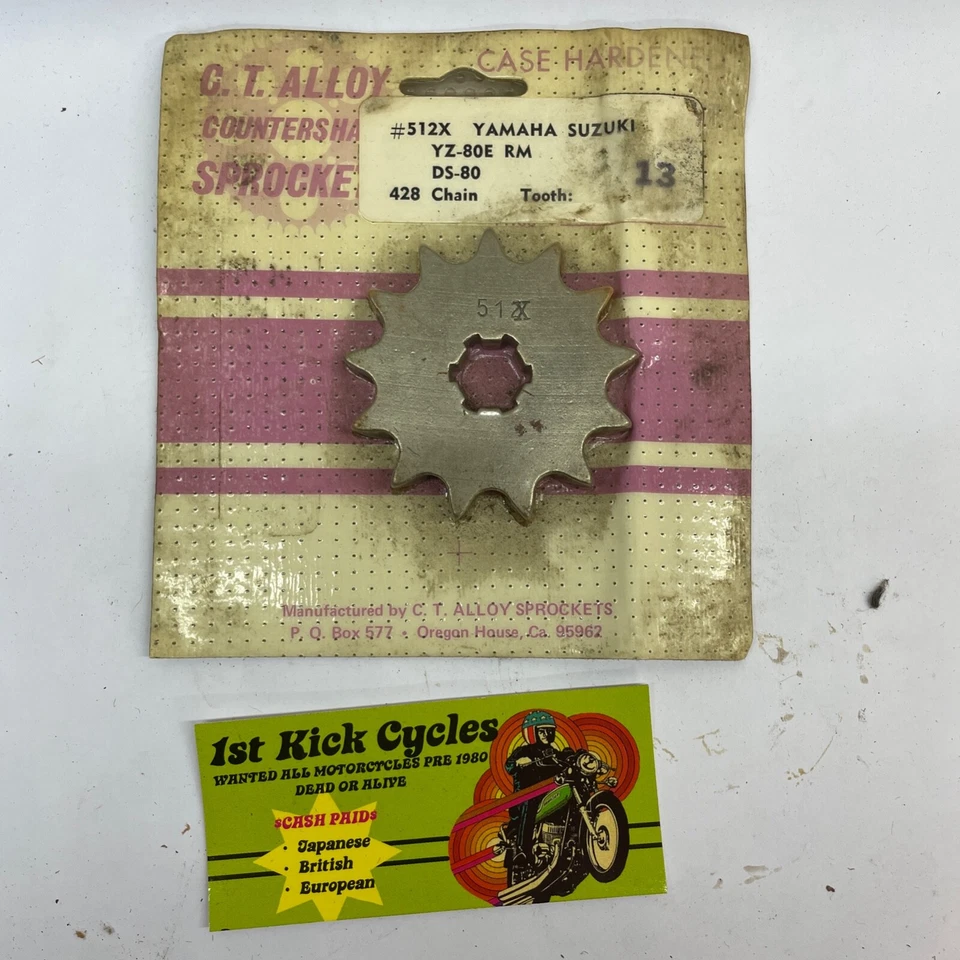 CASE HARDENE
C. T. ALLOY
COUNTERSHA
SPROCKE
#512X YAMAHA SUZUKI
YZ-80E RM
DS-80
428 Chain Tooth: 13
512X
Manufactured by C. T. ALLOY SPROCKETS
P. O. Box 577 - Oregon House, Ca. 95962
1st Kick Cycles
WANTED ALL MOTORCYCLES PRE 1980
DEAD OR ALIVE
$CASH PAID$
· Japanese
· British
· European